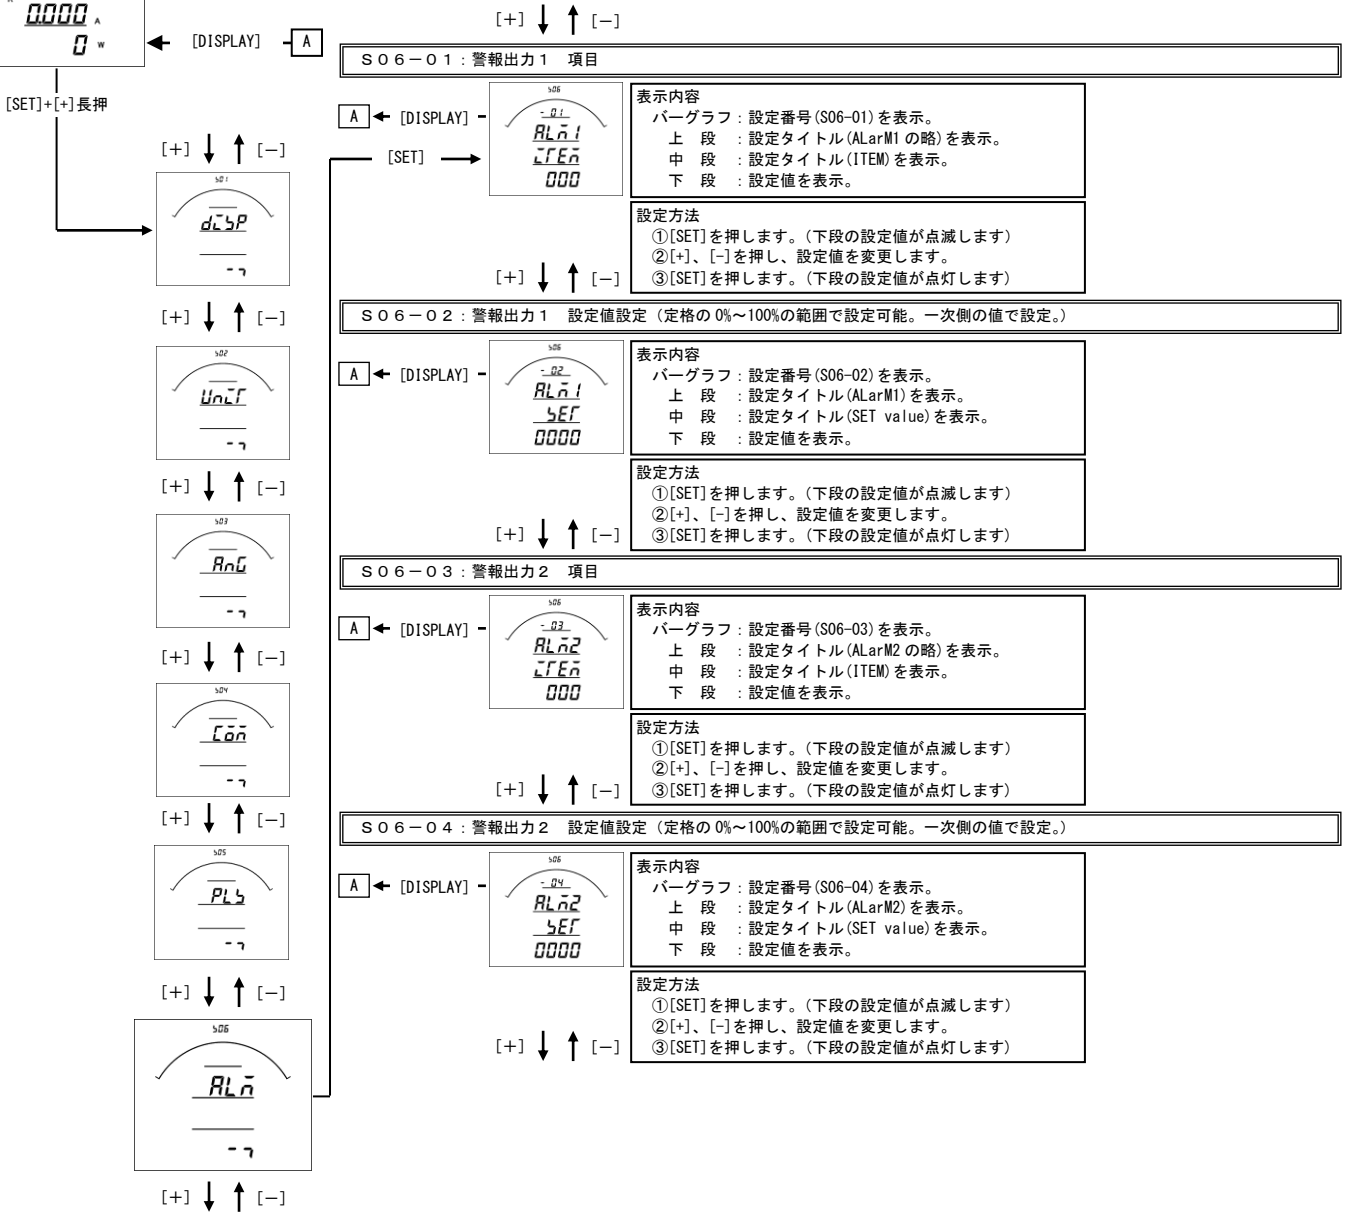 0.000 A
0 W
[DISPLAY] A
[SET]+[+]長押
[+] [−]
S01
dISP
[+] [−]
S02
UnIT
[+] [−]
S03
AnG
[+] [−]
S04
Com
[+] [−]
S05
PLS
[+] [−]
S06
ALm
[+] [−]
[+] [−]
S06−01：警報出力1 項目
A [DISPLAY]
[SET]
S06
-01
ALm1
ITEm
000
表示内容
バーグラフ：設定番号(S06-01)を表示。
上 段 ：設定タイトル(ALarM1の略)を表示。
中 段 ：設定タイトル(ITEM)を表示。
下 段 ：設定値を表示。
設定方法
①[SET]を押します。(下段の設定値が点滅します)
②[+]、[-]を押し、設定値を変更します。
③[SET]を押します。(下段の設定値が点灯します)
[+] [−]
S06−02：警報出力1 設定値設定（定格の0%～100%の範囲で設定可能。一次側の値で設定。）
A [DISPLAY]
S06
-02
ALm1
SET
0000
表示内容
バーグラフ：設定番号(S06-02)を表示。
上 段 ：設定タイトル(ALarM1)を表示。
中 段 ：設定タイトル(SET value)を表示。
下 段 ：設定値を表示。
設定方法
①[SET]を押します。(下段の設定値が点滅します)
②[+]、[-]を押し、設定値を変更します。
③[SET]を押します。(下段の設定値が点灯します)
[+] [−]
S06−03：警報出力2 項目
A [DISPLAY]
S06
-03
ALm2
ITEm
000
表示内容
バーグラフ：設定番号(S06-03)を表示。
上 段 ：設定タイトル(ALarM2の略)を表示。
中 段 ：設定タイトル(ITEM)を表示。
下 段 ：設定値を表示。
設定方法
①[SET]を押します。(下段の設定値が点滅します)
②[+]、[-]を押し、設定値を変更します。
③[SET]を押します。(下段の設定値が点灯します)
[+] [−]
S06−04：警報出力2 設定値設定（定格の0%～100%の範囲で設定可能。一次側の値で設定。）
A [DISPLAY]
S06
-04
ALm2
SET
0000
表示内容
バーグラフ：設定番号(S06-04)を表示。
上 段 ：設定タイトル(ALarM2)を表示。
中 段 ：設定タイトル(SET value)を表示。
下 段 ：設定値を表示。
設定方法
①[SET]を押します。(下段の設定値が点滅します)
②[+]、[-]を押し、設定値を変更します。
③[SET]を押します。(下段の設定値が点灯します)
[+] [−]